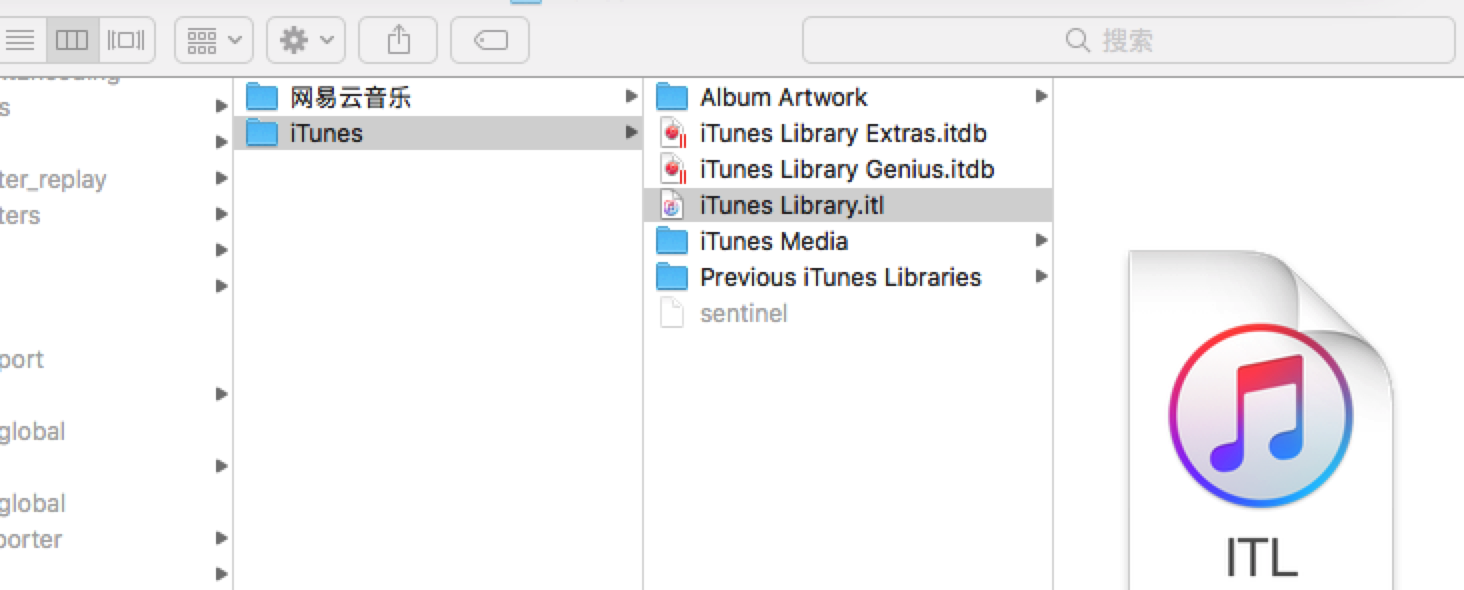 搜索
s
ter_replay
ters
port
global
global
porter
网易云音乐
iTunes
Album Artwork
iTunes Library Extras.itdb
iTunes Library Genius.itdb
iTunes Library.itl
iTunes Media
Previous iTunes Libraries
sentinel
ITL